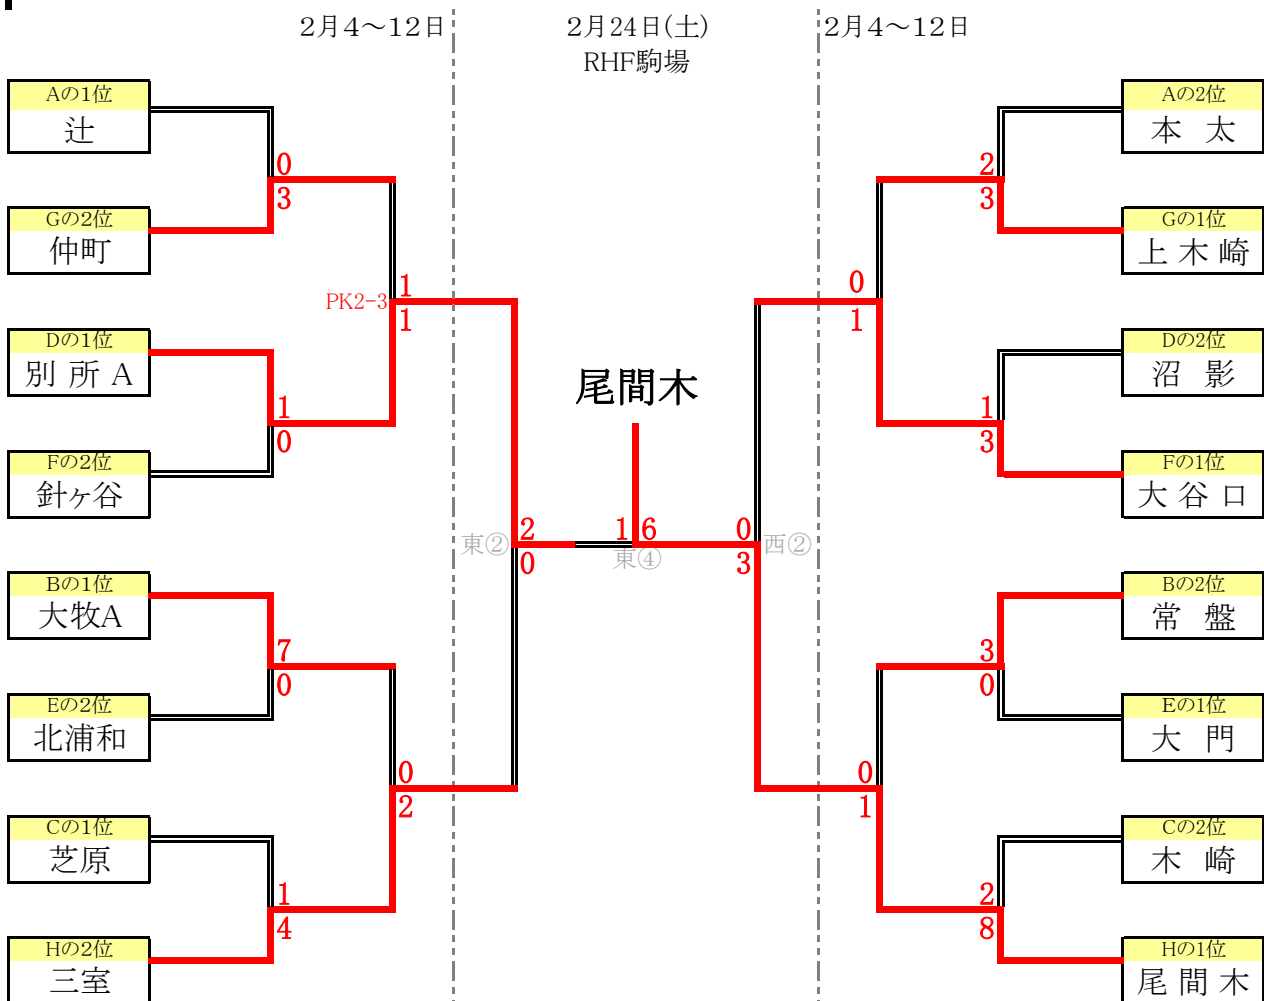 2月4～12日
2月24日(土)
RHF駒場
2月4～12日
Aの1位
辻
Gの2位
仲町
Dの1位
別所A
Fの2位
針ヶ谷
Bの1位
大牧A
Eの2位
北浦和
Cの1位
芝原
Hの2位
三室
0
3
1
0
7
0
1
4
PK2-3
1
1
0
2
東②
2
0
尾間木
1 6
東④
0
3
西②
0
1
0
1
2
3
1
3
3
0
2
8
Aの2位
本太
Gの1位
上木崎
Dの2位
沼影
Fの1位
大谷口
Bの2位
常盤
Eの1位
大門
Cの2位
木崎
Hの1位
尾間木